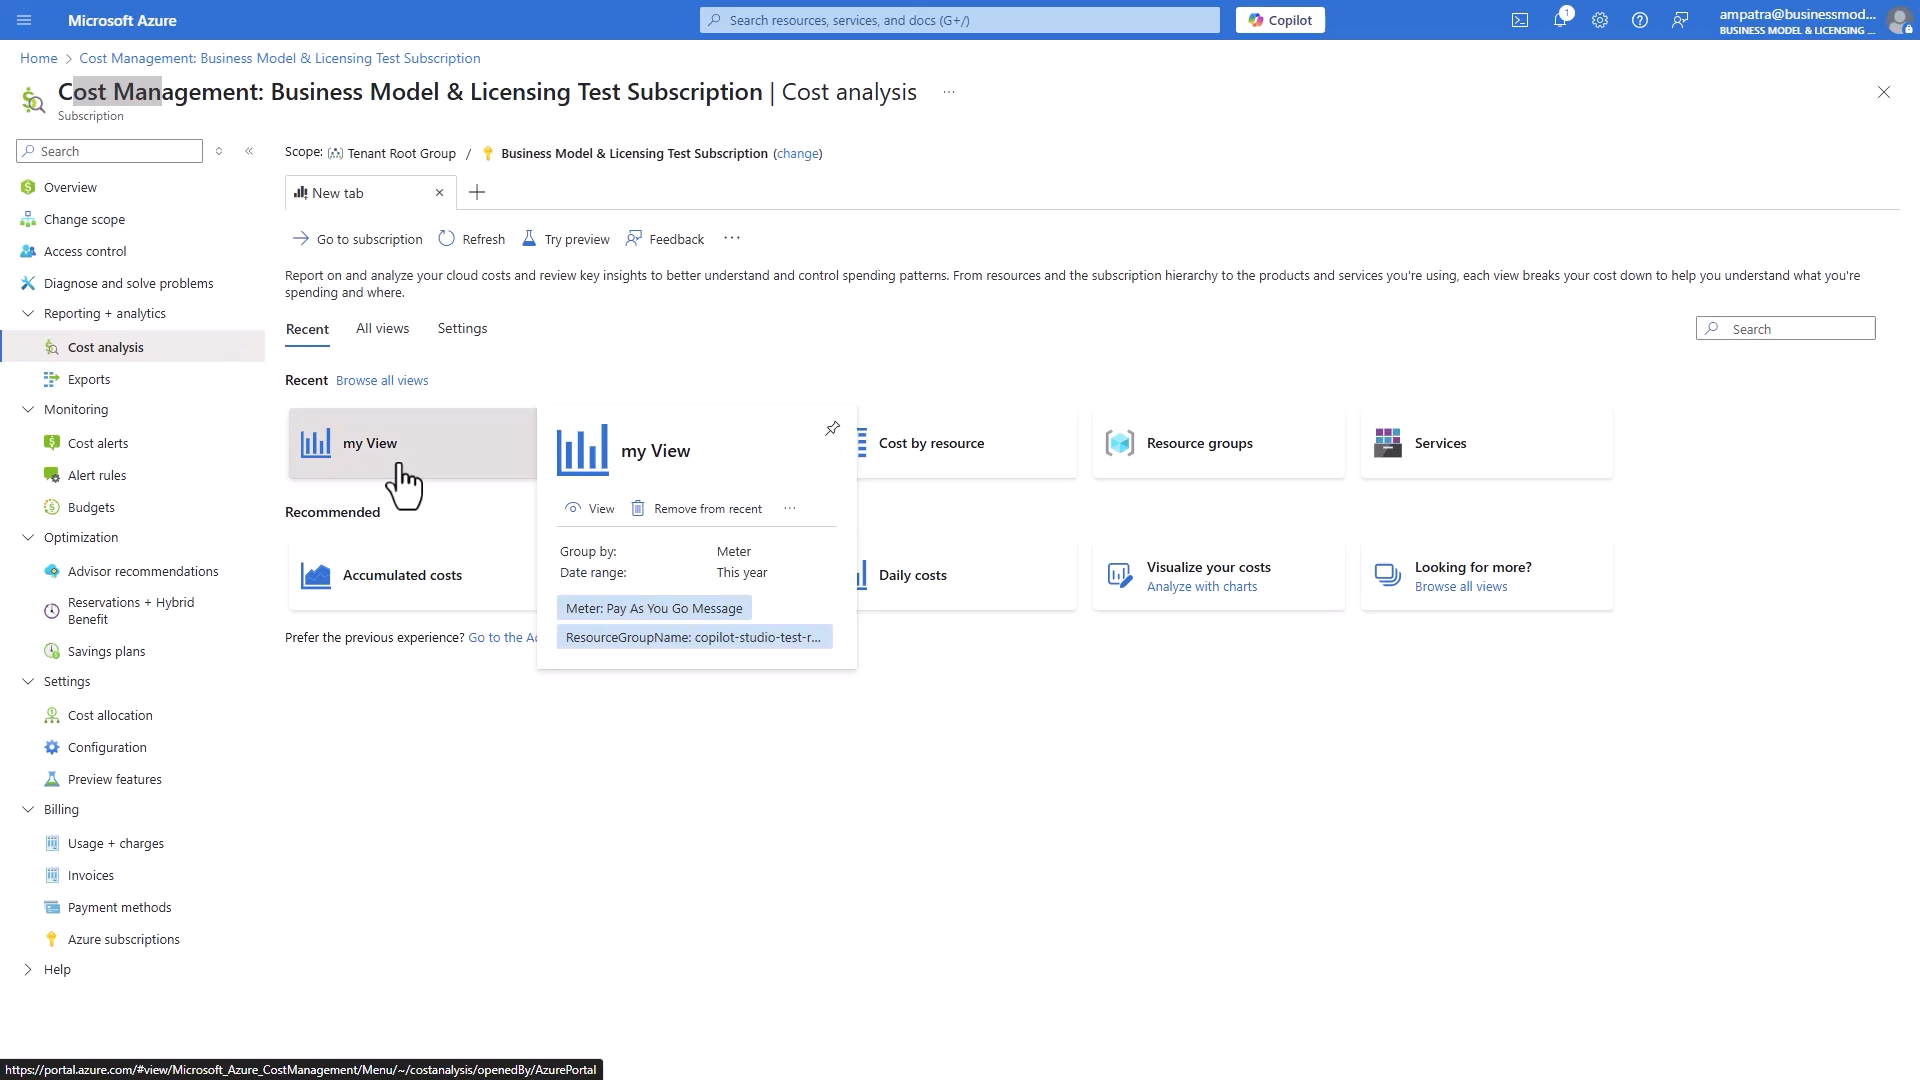 Microsoft Azure
Search resources, services, and docs (G+/)
Copilot
1
ampatra@businessmod...
BUSINESS MODEL & LICENSING ...
Home > Cost Management: Business Model & Licensing Test Subscription
Cost Management: Business Model & Licensing Test Subscription | Cost analysis ...
Subscription
Search
Overview
Change scope
Access control
Diagnose and solve problems
Reporting + analytics
Cost analysis
Exports
Monitoring
Cost alerts
Alert rules
Budgets
Optimization
Advisor recommendations
Reservations + Hybrid
Benefit
Savings plans
Settings
Cost allocation
Configuration
Preview features
Billing
Usage + charges
Invoices
Payment methods
Azure subscriptions
Help
Scope: Tenant Root Group / Business Model & Licensing Test Subscription (change)
New tab
Go to subscription Refresh Try preview Feedback ...
Report on and analyze your cloud costs and review key insights to better understand and control spending patterns. From resources and the subscription hierarchy to the products and services you're using, each view breaks your cost down to help you understand what you're
spending and where.
Recent All views Settings
Search
Recent Browse all views
my View
Cost by resource
Resource groups
Services
my View
View Remove from recent ...
Group by: Meter
Date range: This year
Meter: Pay As You Go Message
ResourceGroupName: copilot-studio-test-r...
Recommended
Accumulated costs
Daily costs
Visualize your costs
Analyze with charts
Looking for more?
Browse all views
Prefer the previous experience? Go to the
https://portal.azure.com/#view/Microsoft_Azure_CostManagement/Menu/~/costanalysis/openedBy/AzurePortal